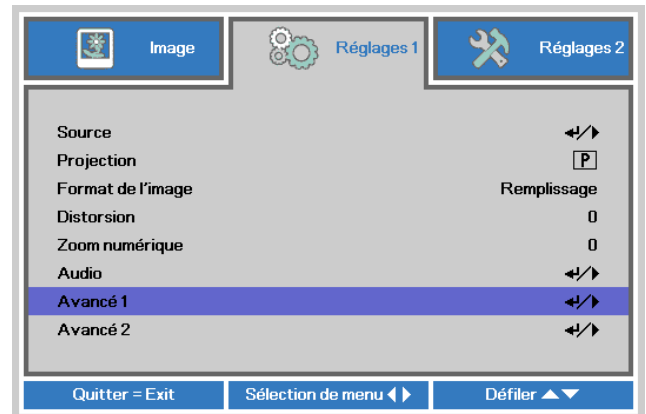 Image
Réglages 1
Réglages 2
Source
Projection P
Format de l'image Remplissage
Distorsion 0
Zoom numérique 0
Audio
Avancé 1
Avancé 2
Quitter = Exit Sélection de menu Défiler